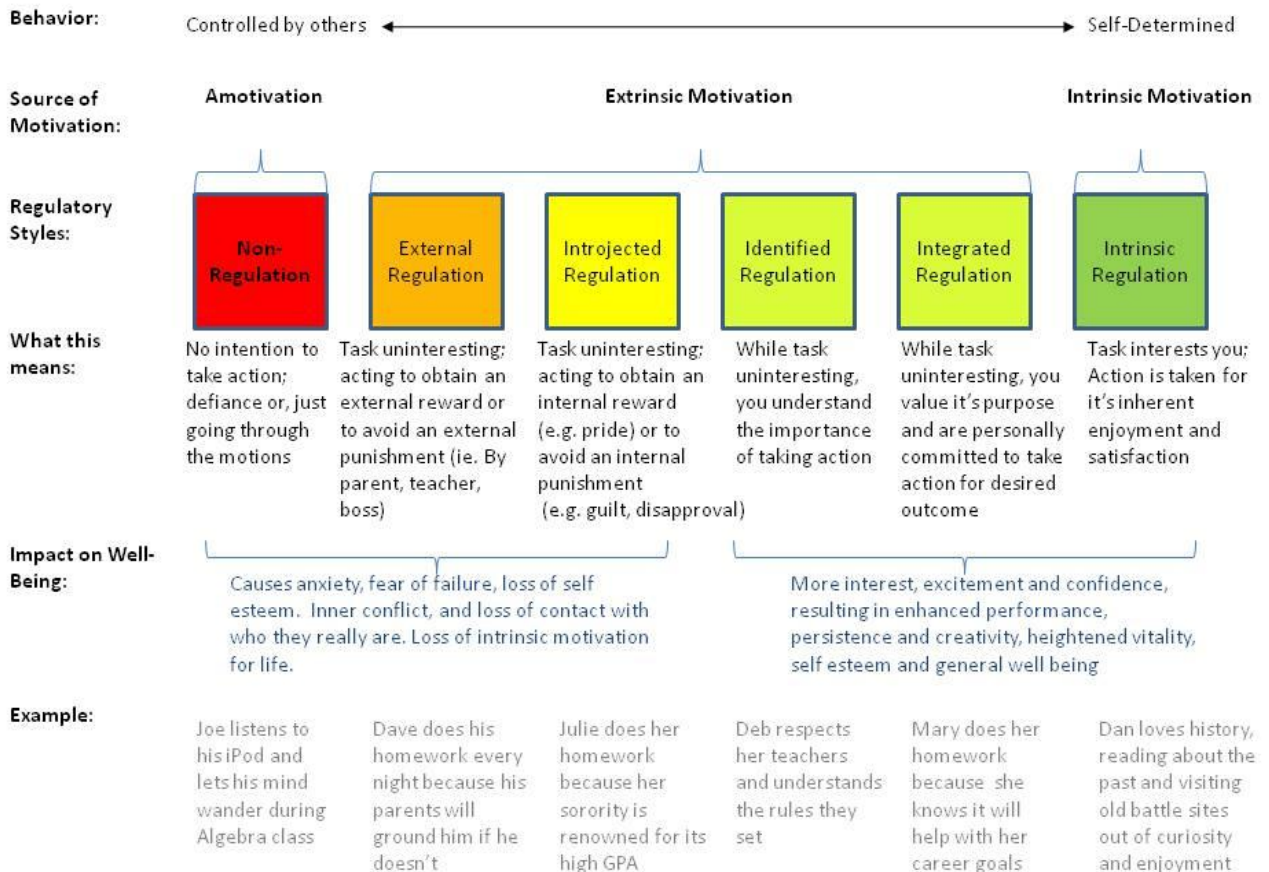 Behavior:
Controlled by others
Self-Determined
Source of
Motivation:
Amotivation
Extrinsic Motivation
Intrinsic Motivation
Regulatory
Styles:
Non-
Regulation
External
Regulation
Introjected
Regulation
Identified
Regulation
Integrated
Regulation
Intrinsic
Regulation
What this
means:
No intention to
take action;
defiance or, just
going through
the motions
Task uninteresting;
acting to obtain an
external reward or
to avoid an external
punishment (ie. By
parent, teacher,
boss)
Task uninteresting;
acting to obtain an
internal reward
(e.g. pride) or to
avoid an internal
punishment
(e.g. guilt, disapproval)
While task
uninteresting,
you understand
the importance
of taking action
While task
uninteresting, you
value it's purpose
and are personally
committed to take
action for desired
outcome
Task interests you;
Action is taken for
it's inherent
enjoyment and
satisfaction
Impact on Well-
Being:
Causes anxiety, fear of failure, loss of self
esteem. Inner conflict, and loss of contact with
who they really are. Loss of intrinsic motivation
for life.
More interest, excitement and confidence,
resulting in enhanced performance,
persistence and creativity, heightened vitality,
self esteem and general well being
Example:
Joe listens to
his iPod and
lets his mind
wander during
Algebra class
Dave does his
homework every
night because his
parents will
ground him if he
doesn't
Julie does her
homework
because her
sorority is
renowned for its
high GPA
Deb respects
her teachers
and understands
the rules they
set
Mary does her
homework
because she
knows it will
help with her
career goals
Dan loves history,
reading about the
past and visiting
old battle sites
out of curiosity
and enjoyment